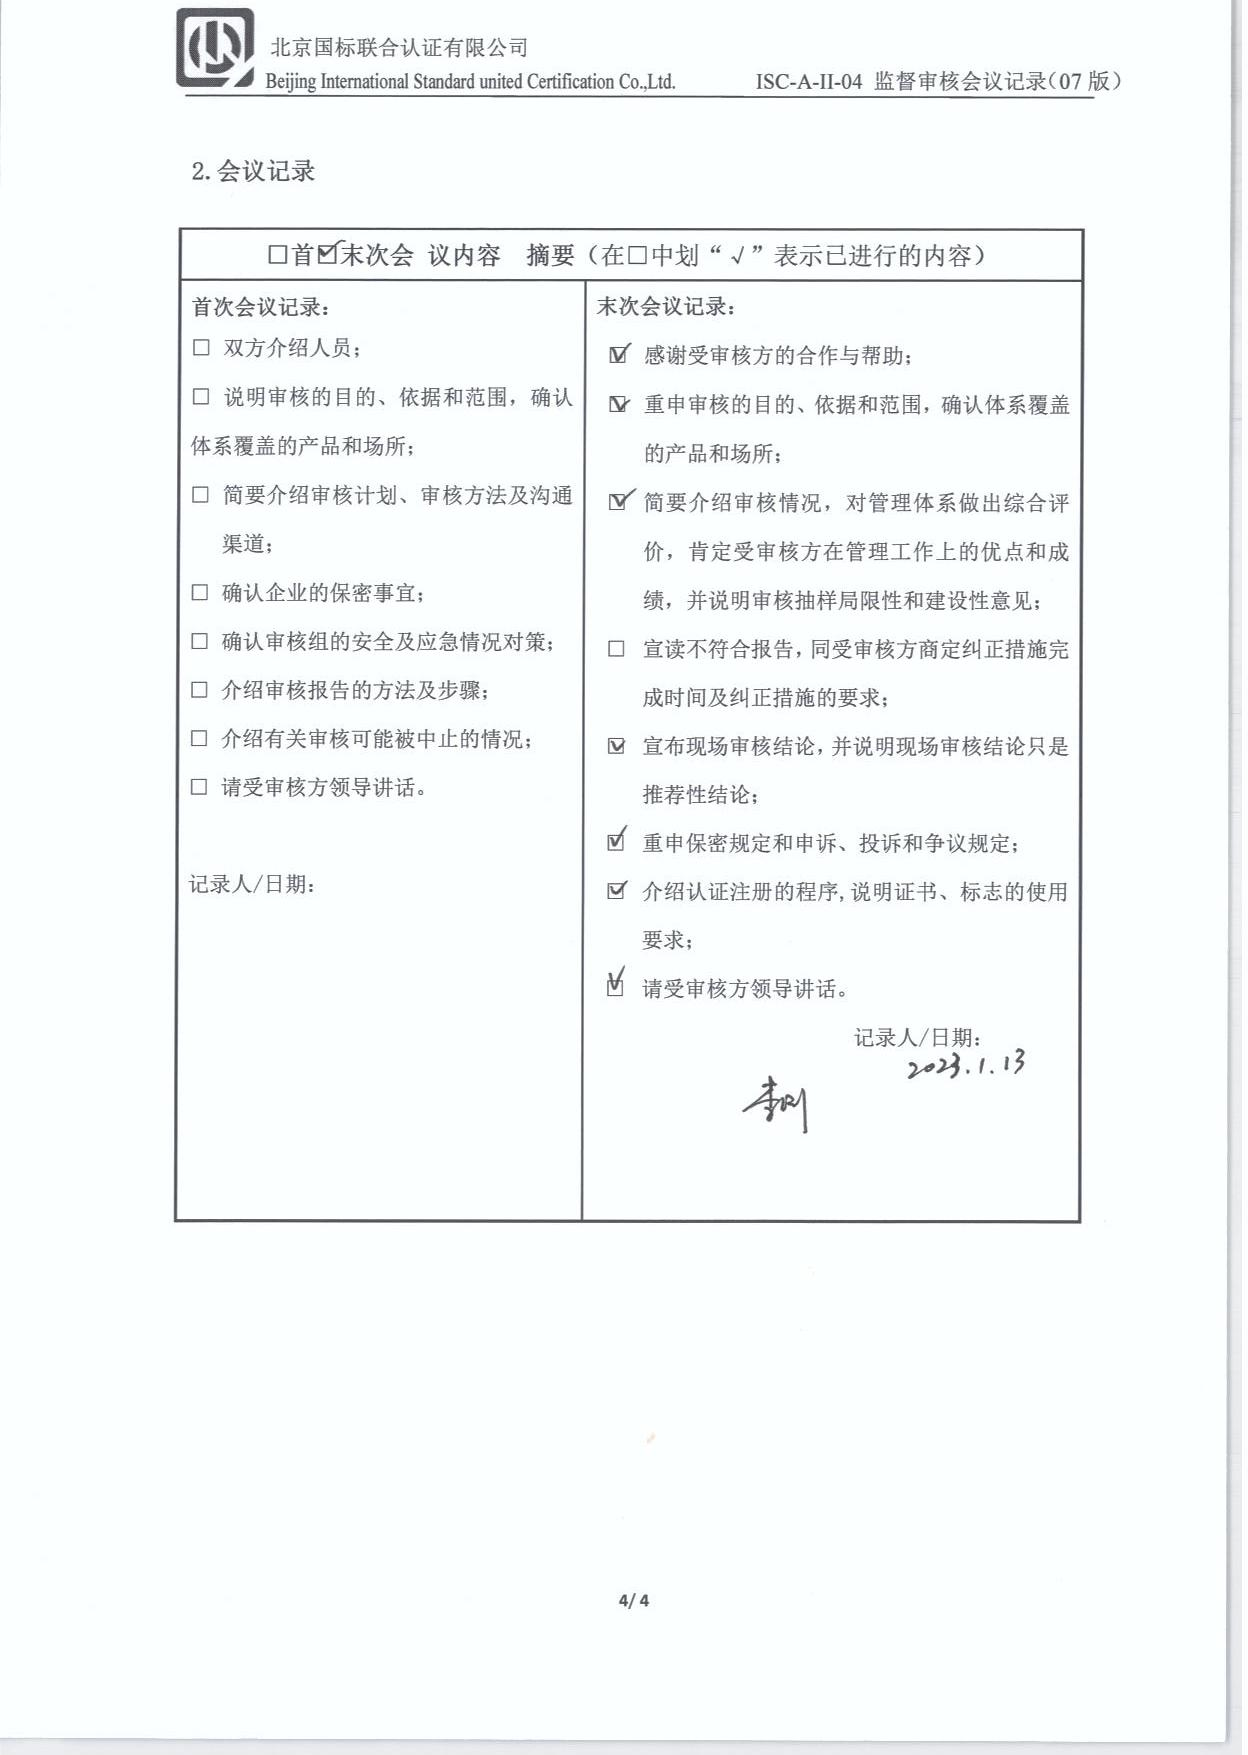 北京国标联合认证有限公司
Beijing International Standard united Certification Co.,Ltd. ISC-A-II-04 监督审核会议记录(07 版)
2.会议记录
□首☑末次会 议内容 摘要（在□中划“√”表示已进行的内容）
首次会议记录：
□ 双方介绍人员；
□ 说明审核的目的、依据和范围，确认
体系覆盖的产品和场所；
□ 简要介绍审核计划、审核方法及沟通
渠道；
□ 确认企业的保密事宜；
□ 确认审核组的安全及应急情况对策；
□ 介绍审核报告的方法及步骤；
□ 介绍有关审核可能被中止的情况；
□ 请受审核方领导讲话。
记录人/日期：
末次会议记录：
☑ 感谢受审核方的合作与帮助；
☑ 重申审核的目的、依据和范围，确认体系覆盖
的产品和场所；
☑ 简要介绍审核情况，对管理体系做出综合评
价，肯定受审核方在管理工作上的优点和成
绩，并说明审核抽样局限性和建设性意见；
□ 宣读不符合报告，同受审核方商定纠正措施完
成时间及纠正措施的要求；
☑ 宣布现场审核结论，并说明现场审核结论只是
推荐性结论；
☑ 重申保密规定和申诉、投诉和争议规定；
☑ 介绍认证注册的程序,说明证书、标志的使用
要求；
☑ 请受审核方领导讲话。
记录人/日期：
2023.1.13
4/ 4